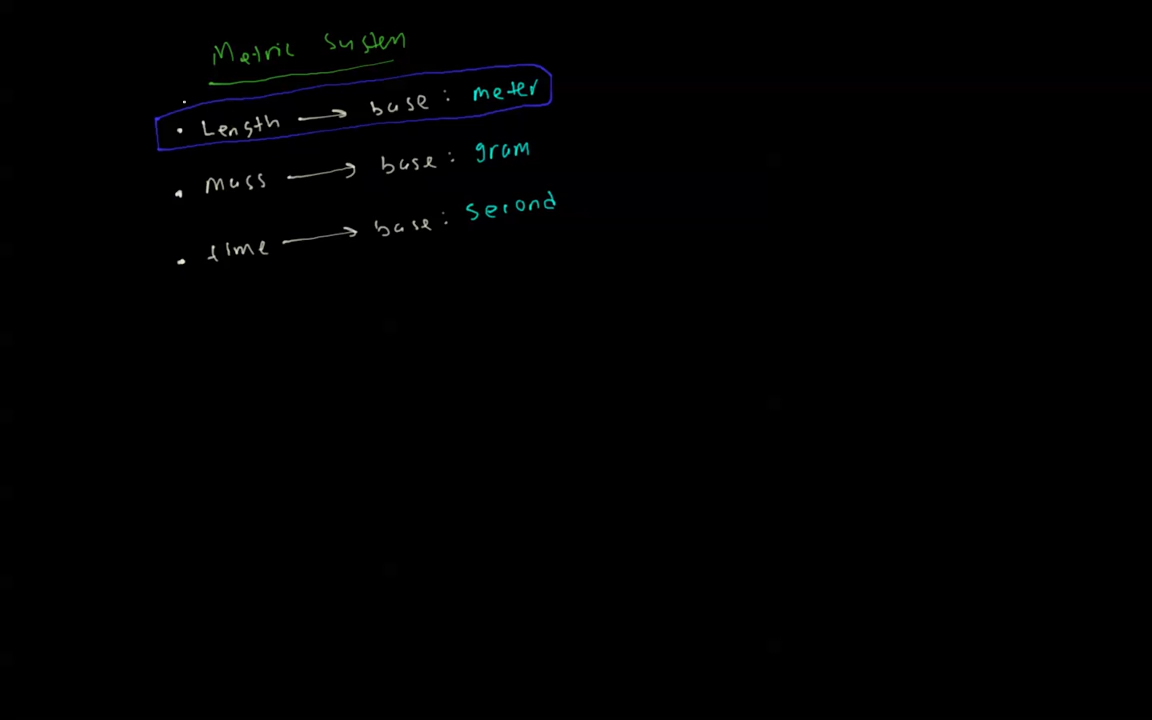 Metric System
• Length → base : meter
• Mass → base : gram
• time → base : Second